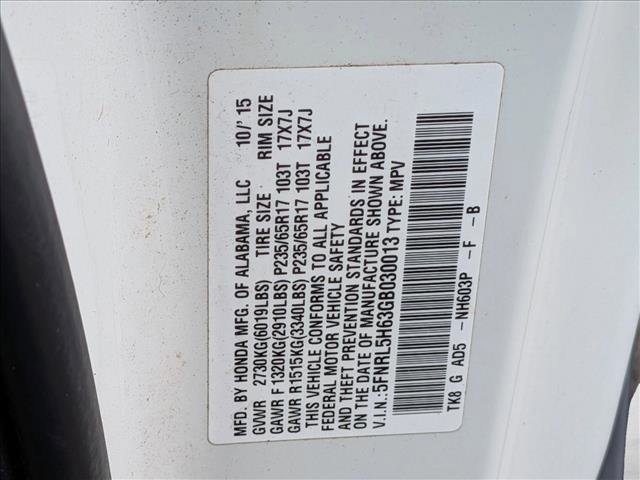 MFD. BY HONDA MFG. OF ALABAMA, LLC 10/'15
GVWR 2730KG(6019LBS) TIRE SIZE RIM SIZE
GAWR F 1320KG(2910LBS) P235/65R17 103T 17X7J
GAWR R1515KG(3340LBS) P235/65R17 103T 17X7J
THIS VEHICLE CONFORMS TO ALL APPLICABLE
FEDERAL MOTOR VEHICLE SAFETY
AND THEFT PREVENTION STANDARDS IN EFFECT
ON THE DATE OF MANUFACTURE SHOWN ABOVE.
V.I.N.:5FNRL5H63GB030013 TYPE: MPV
TK8 G AD5 -NH603P - F - B